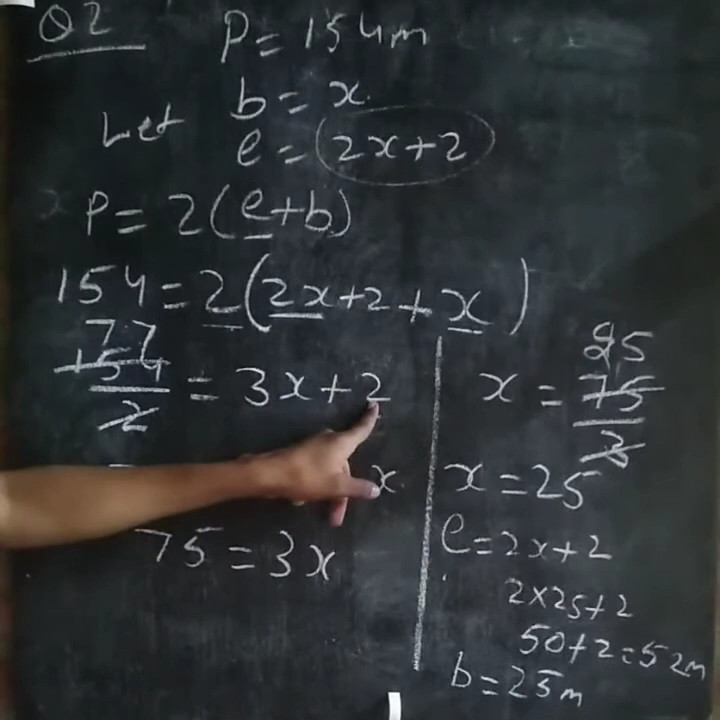 Q2
P = 154m
Let b = x
l = (2x+2)
P = 2(l+b)
154 = 2(2x+2+x)
77
154/2 = 3x+2
x
75 = 3x
25
x = 75/3
x = 25
l = 2x+2
2×25+2
50+2=52m
b = 25m